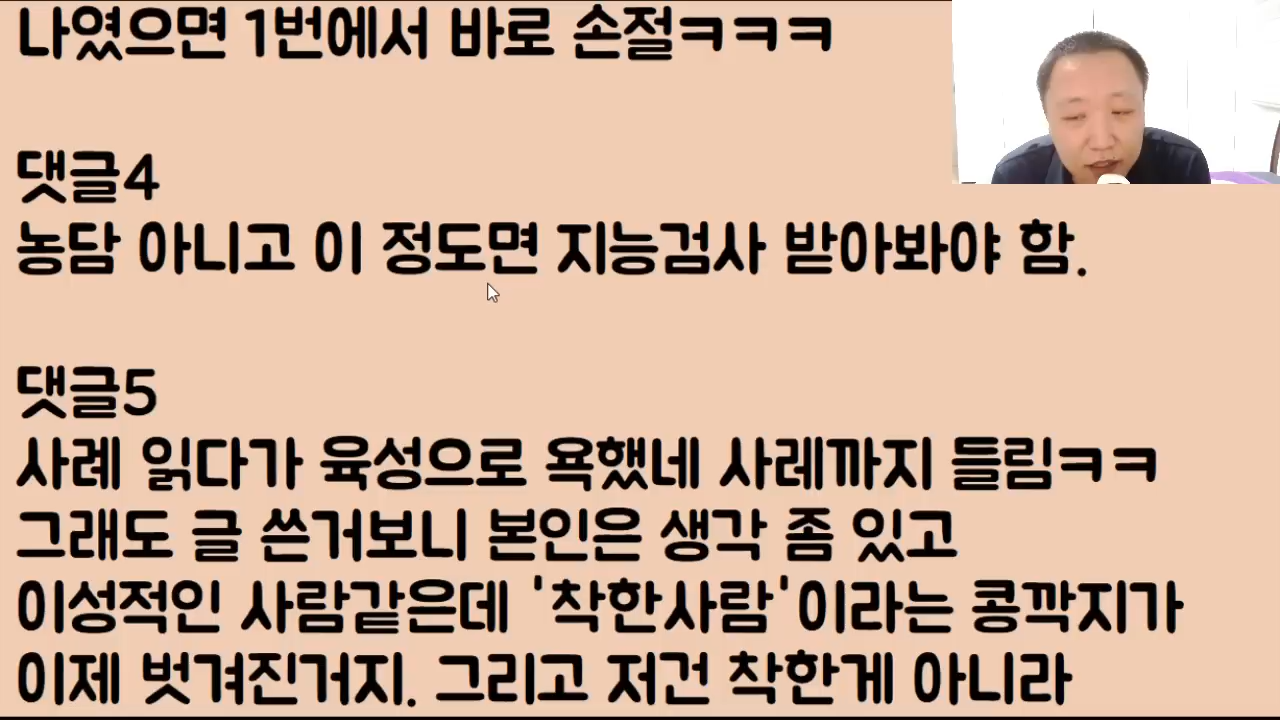 나였으면 1번에서 바로 손절ㅋㅋㅋ
댓글4
농담 아니고 이 정도면 지능검사 받아봐야 함.
댓글5
사례 읽다가 육성으로 욕했네 사레까지 들림ㅋㅋ
그래도 글 쓴거보니 본인은 생각 좀 있고
이성적인 사람같은데 '착한사람'이라는 콩깍지가
이제 벗겨진거지. 그리고 저건 착한게 아니라